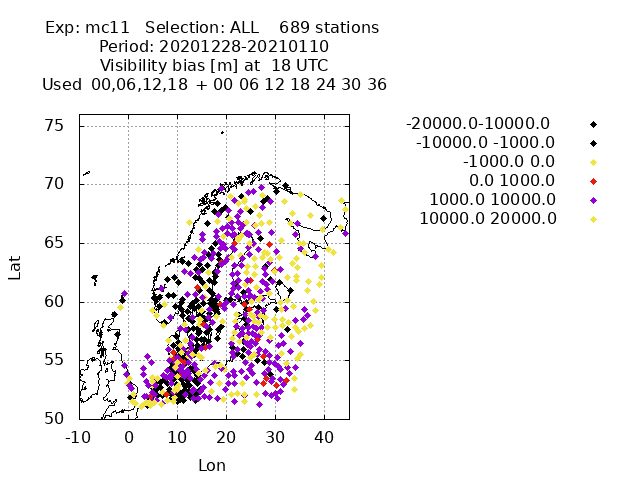 Exp: mc11 Selection: ALL 689 stations
Period: 20201228-20210110
Visibility bias [m] at 18 UTC
Used 00,06,12,18 + 00 06 12 18 24 30 36
-20000.0-10000.0
-10000.0 -1000.0
-1000.0 0.0
0.0 1000.0
1000.0 10000.0
10000.0 20000.0
75
70
65
60
55
50
Lat
-10 0 10 20 30 40
Lon